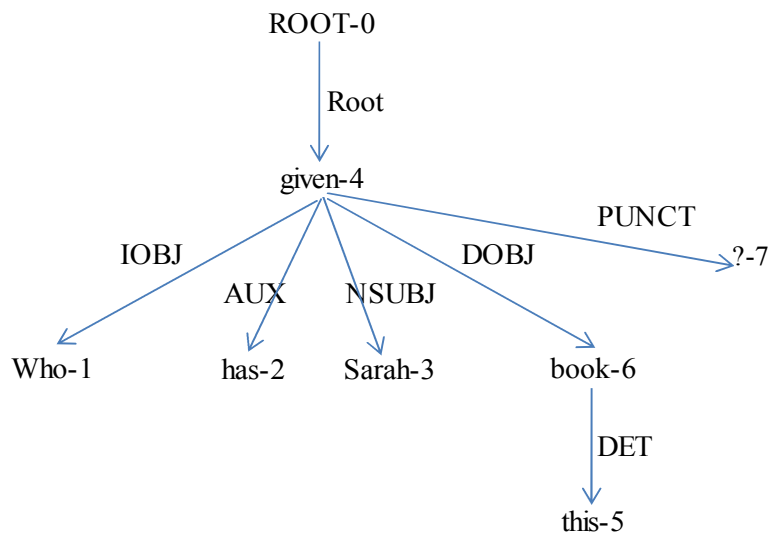 ROOT-0
Root
given-4
PUNCT
IOBJ
DOBJ
?-7
AUX
NSUBJ
Who-1
has-2
Sarah-3
book-6
DET
this-5